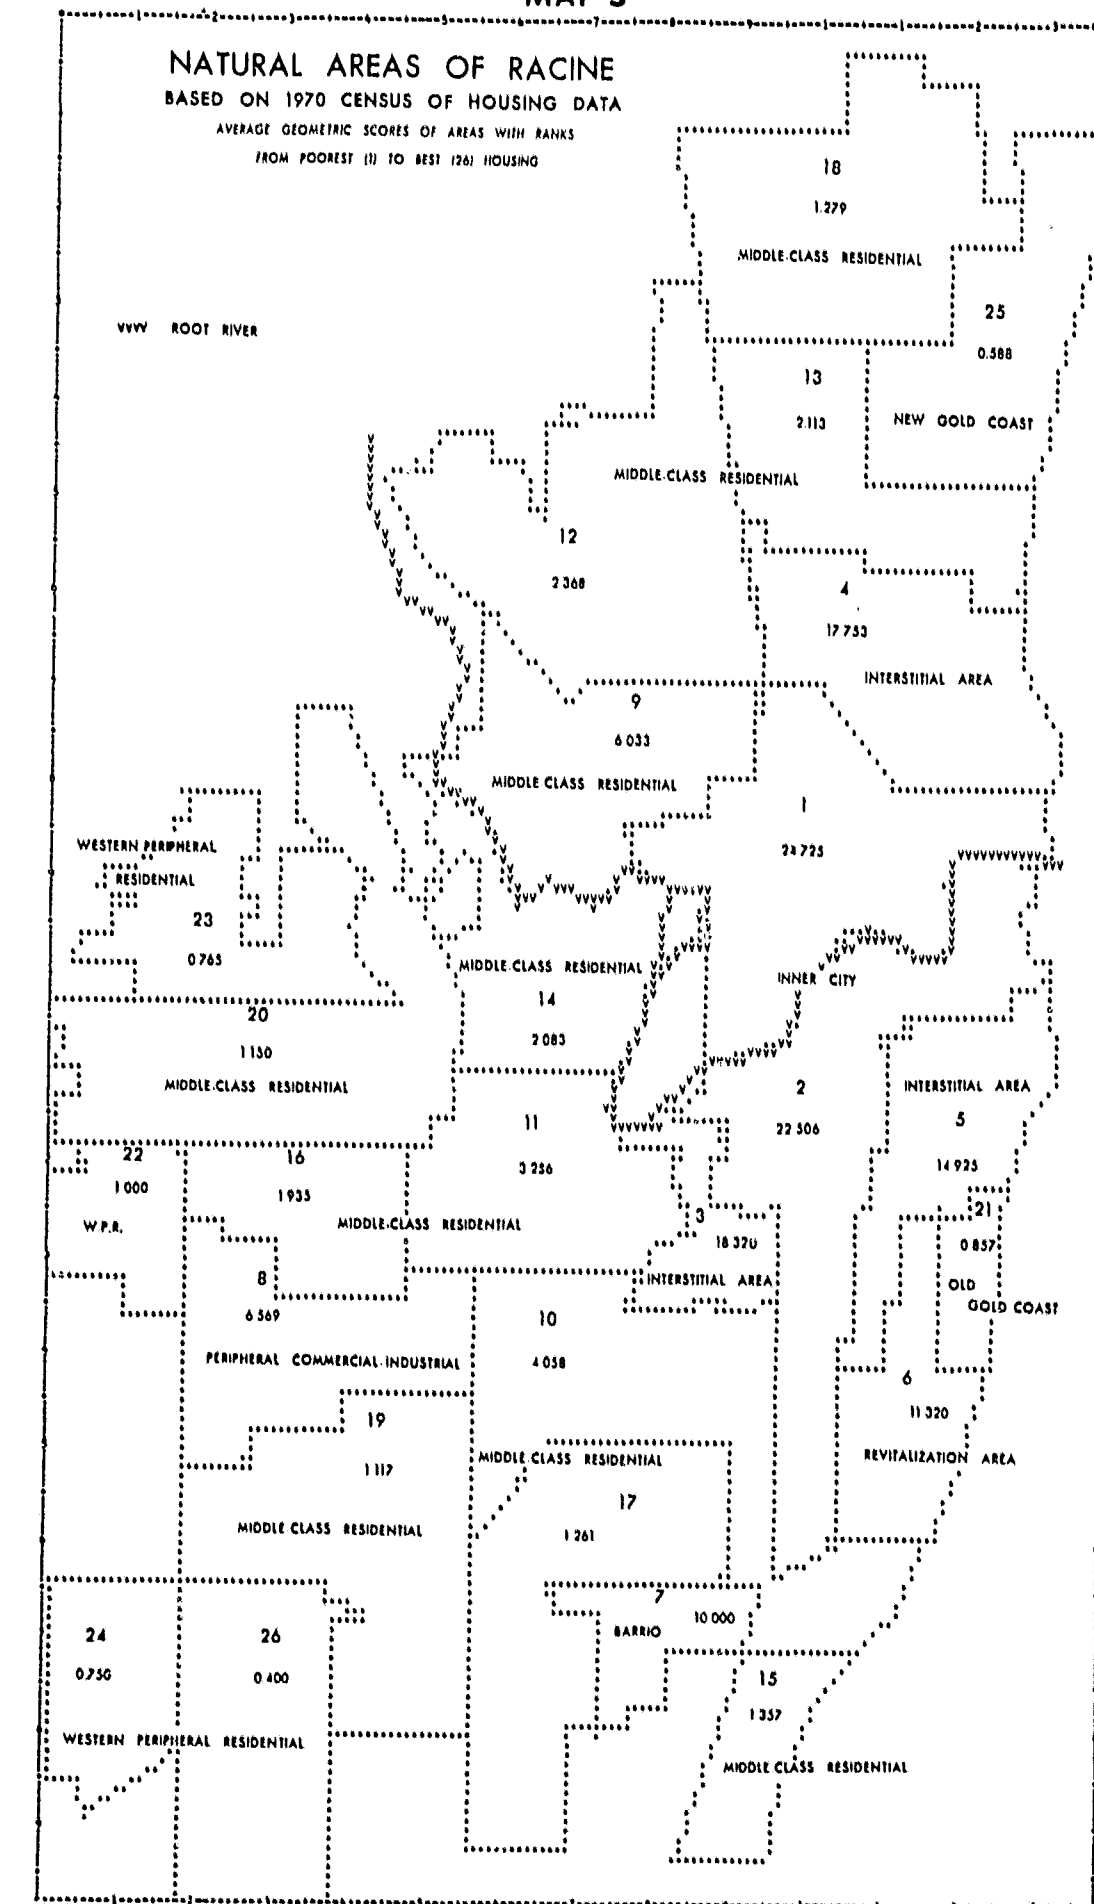 NATURAL AREAS OF RACINE
BASED ON 1970 CENSUS OF HOUSING DATA
AVERAGE GEOMETRIC SCORES OF AREAS WITH RANKS
FROM POOREST (1) TO BEST (26) HOUSING
18
1.279
MIDDLE-CLASS RESIDENTIAL
VVVV ROOT RIVER
25
0.588
NEW GOLD COAST
13
2.113
MIDDLE-CLASS RESIDENTIAL
12
2 368
4
17 753
INTERSTITIAL AREA
9
6 033
MIDDLE CLASS RESIDENTIAL
1
WESTERN PERIPHERAL
RESIDENTIAL
23
0 765
MIDDLE-CLASS RESIDENTIAL
14
2 083
INNER CITY
20
1 150
MIDDLE-CLASS RESIDENTIAL
2
22 506
INTERSTITIAL AREA
5
14 925
11
3 256
22
1 000
W.P.R.
16
1 935
MIDDLE-CLASS RESIDENTIAL
3
18 320
INTERSTITIAL AREA
21
0 857
OLD
GOLD COAST
8
6 569
PERIPHERAL COMMERCIAL-INDUSTRIAL
10
4 058
6
11 320
REVITALIZATION AREA
19
1 117
MIDDLE CLASS RESIDENTIAL
MIDDLE-CLASS RESIDENTIAL
17
1 261
7
10 000
BARRIO
24
0.750
26
0 400
WESTERN PERIPHERAL RESIDENTIAL
15
1 357
MIDDLE CLASS RESIDENTIAL